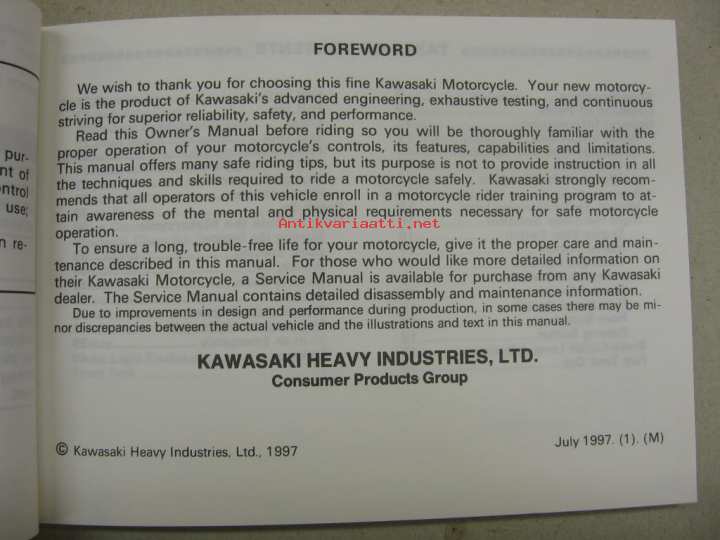 FOREWORD
We wish to thank you for choosing this fine Kawasaki Motorcycle. Your new motorcy-
cle is the product of Kawasaki's advanced engineering, exhaustive testing, and continuous
striving for superior reliability, safety, and performance.
Read this Owner's Manual before riding so you will be thoroughly familiar with the
proper operation of your motorcycle's controls, its features, capabilities and limitations.
This manual offers many safe riding tips, but its purpose is not to provide instruction in all
the techniques and skills required to ride a motorcycle safely. Kawasaki strongly recom-
mends that all operators of this vehicle enroll in a motorcycle rider training program to at-
tain awareness of the mental and physical requirements necessary for safe motorcycle
operation.
To ensure a long, trouble-free life for your motorcycle, give it the proper care and main-
tenance described in this manual. For those who would like more detailed information on
their Kawasaki Motorcycle, a Service Manual is available for purchase from any Kawasaki
dealer. The Service Manual contains detailed disassembly and maintenance information.
Due to improvements in design and performance during production, in some cases there may be mi-
nor discrepancies between the actual vehicle and the illustrations and text in this manual.
KAWASAKI HEAVY INDUSTRIES, LTD.
Consumer Products Group
© Kawasaki Heavy Industries, Ltd., 1997
July 1997. (1). (M)
pur-
nt of
ntrol
use;
n re-
Antikvariaatti.net